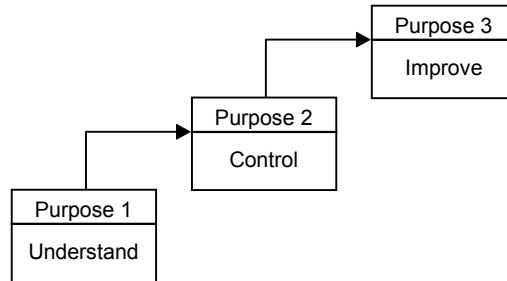 Purpose 3
Improve
Purpose 2
Control
Purpose 1
Understand